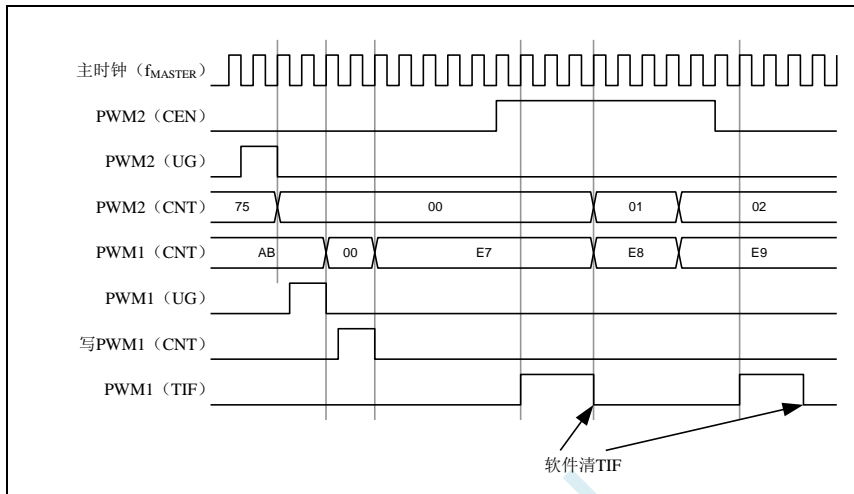 主时钟（fMASTER）
PWM2（CEN）
PWM2（UG）
PWM2（CNT） 75 00 01 02
PWM1（CNT） AB 00 E7 E8 E9
PWM1（UG）
写PWM1（CNT）
PWM1（TIF）
软件清TIF